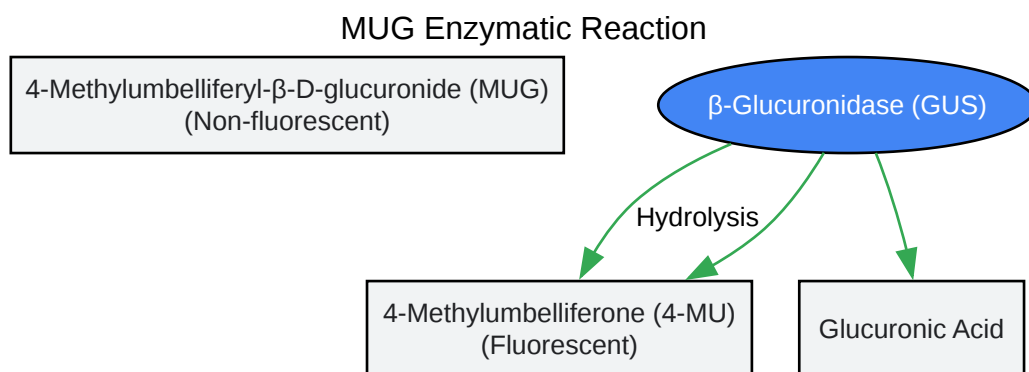 MUG Enzymatic Reaction
4-Methylumbelliferyl-β-D-glucuronide (MUG)
(Non-fluorescent)
β-Glucuronidase (GUS)
Hydrolysis
4-Methylumbelliferone (4-MU)
(Fluorescent)
Glucuronic Acid